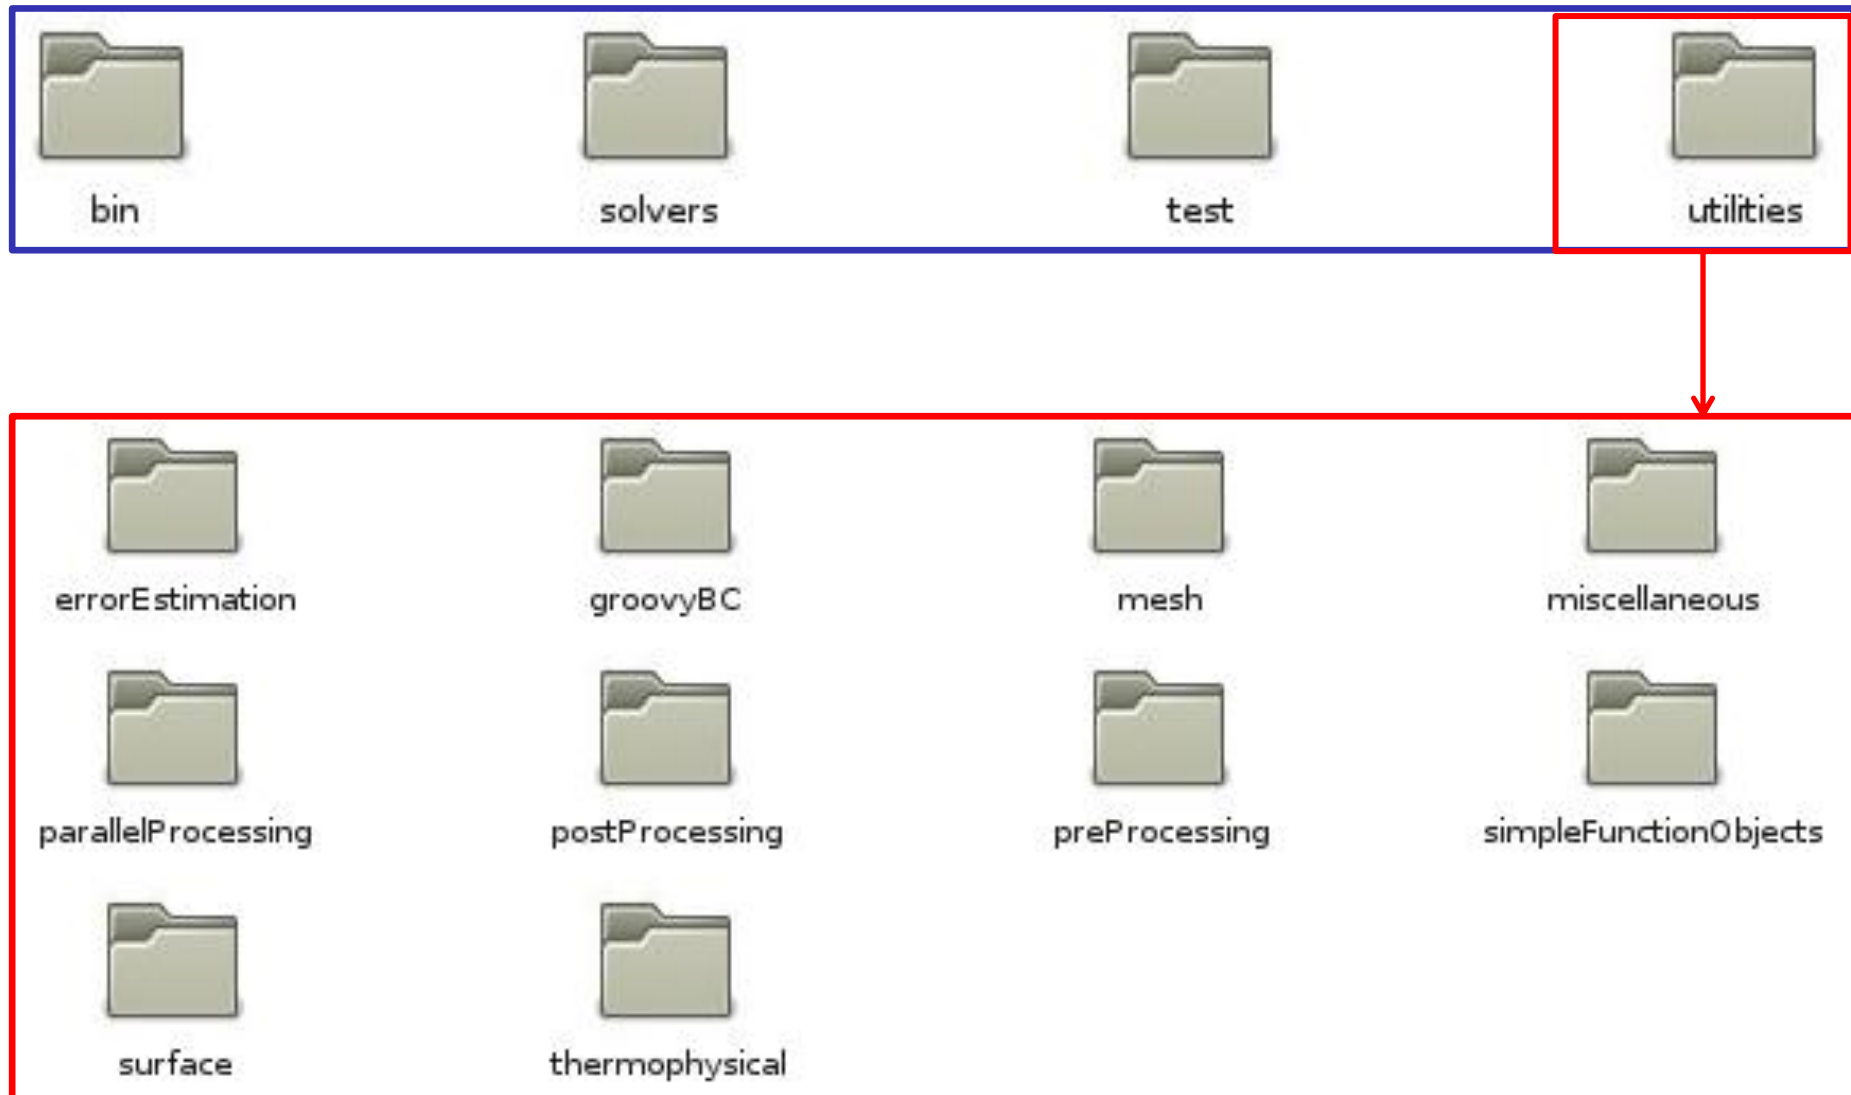 bin solvers test utilities
errorEstimation groovyBC mesh miscellaneous
parallelProcessing postProcessing preProcessing simpleFunctionObjects
surface thermophysical